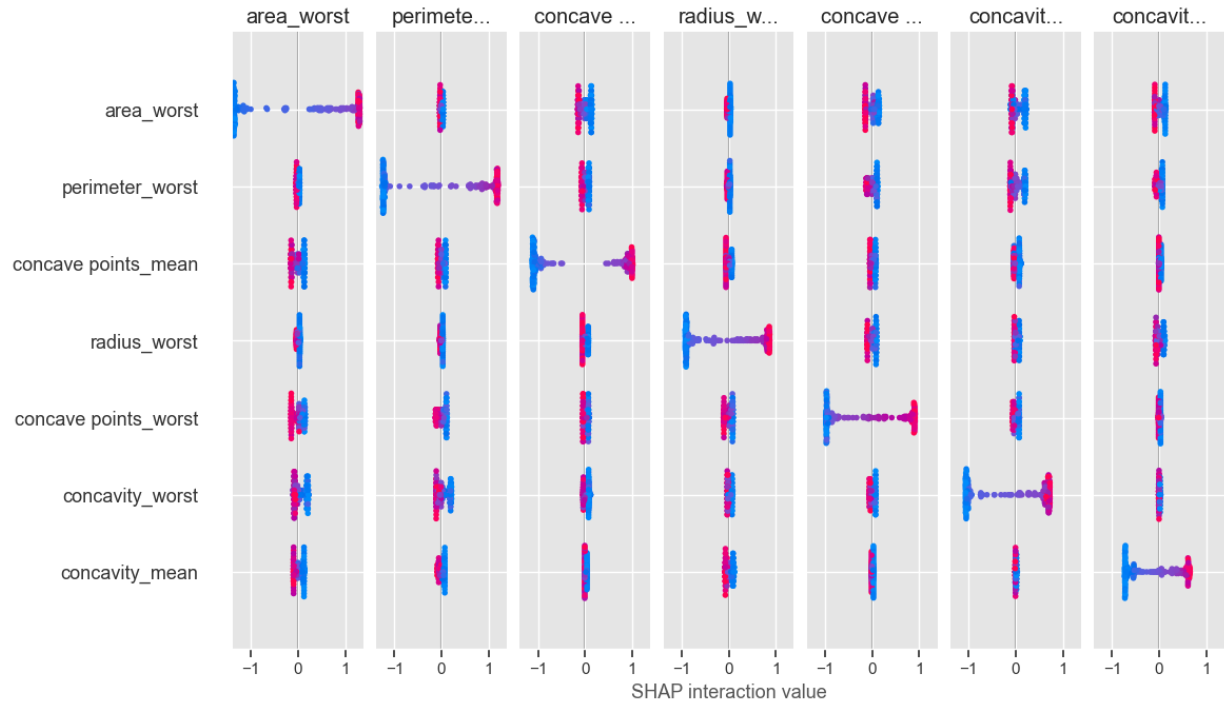 area_worst perimete... concave ... radius_w... concave ... concavit... concavit...
area_worst
perimeter_worst
concave points_mean
radius_worst
concave points_worst
concavity_worst
concavity_mean
−1 0 1 −1 0 1 −1 0 1 −1 0 1 −1 0 1 −1 0 1 −1 0 1
SHAP interaction value